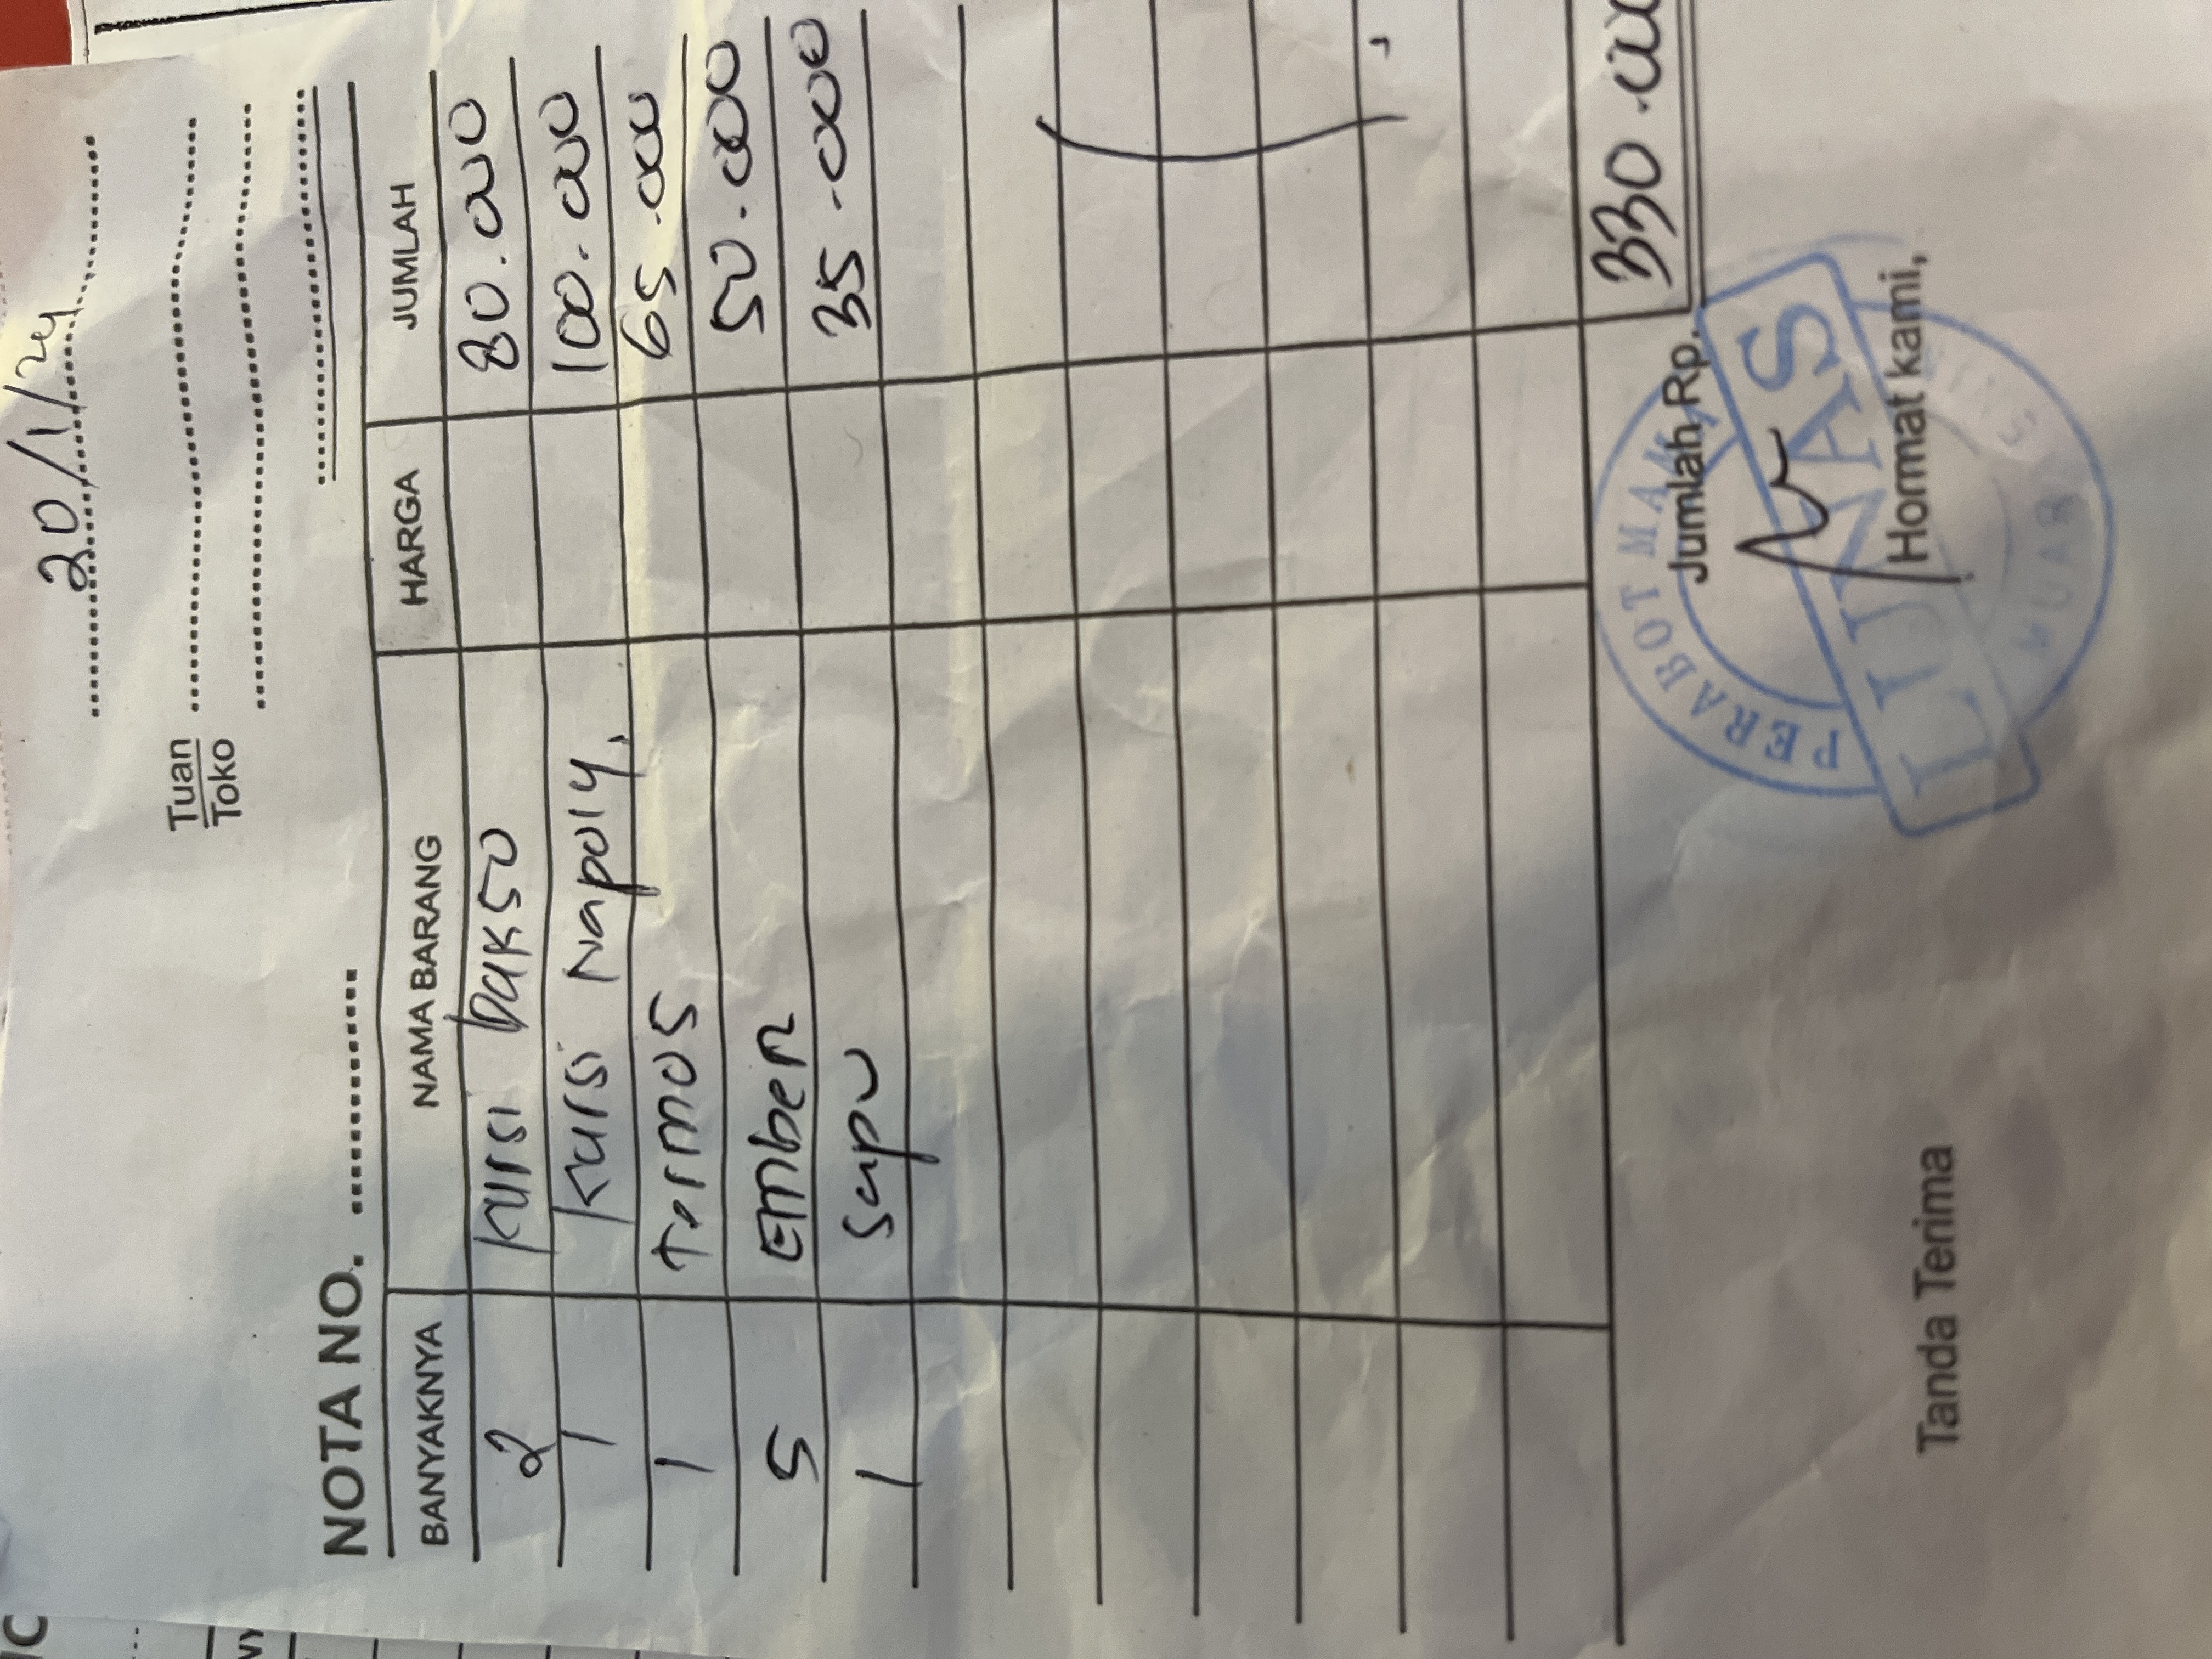 20/1/24
Tuan
Toko
NOTA NO.
BANYAKNYA NAMA BARANG HARGA JUMLAH
2 Kursi bakso 80.000
1 Kursi Napoly. 100.000
1 termos 65.000
5 Ember 50.000
1 Sapu 35.000
Jumlah Rp. 330.000
PERABOT
LUNAS
Tanda Terima Hormat kami,